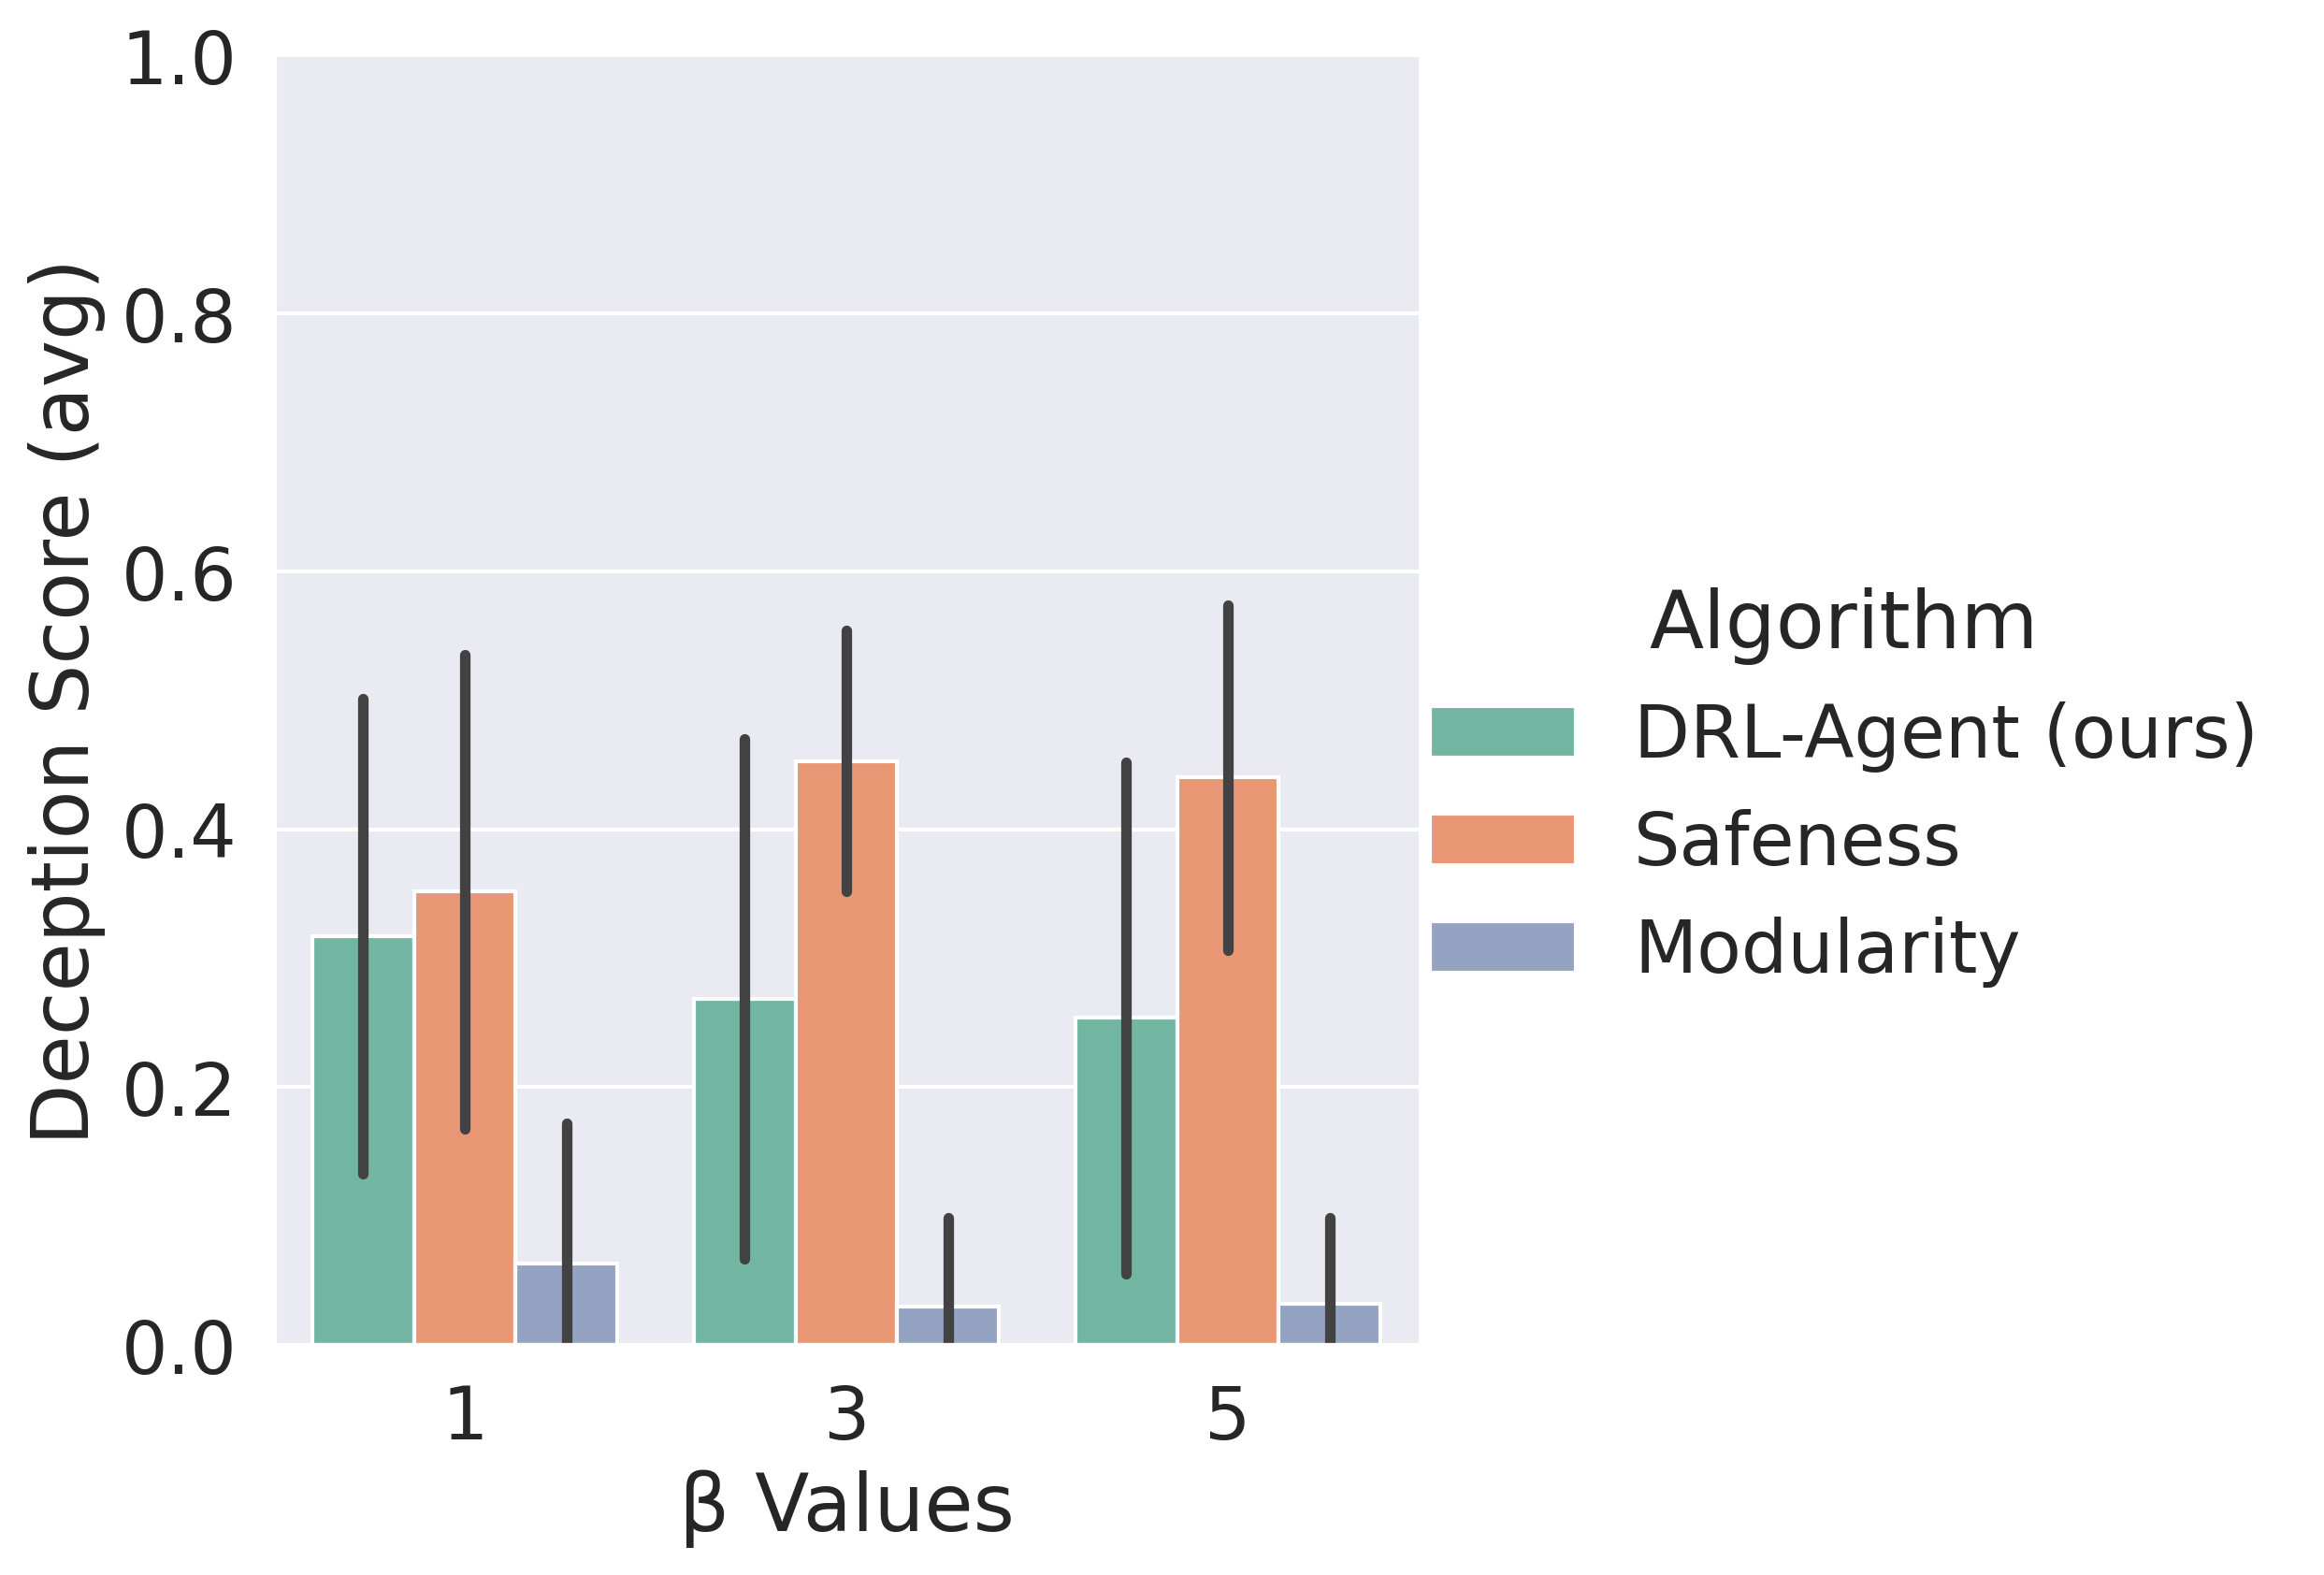 Deception Score (avg)
1.0
0.8
0.6
0.4
0.2
0.0
1 3 5
β Values
Algorithm
DRL-Agent (ours)
Safeness
Modularity